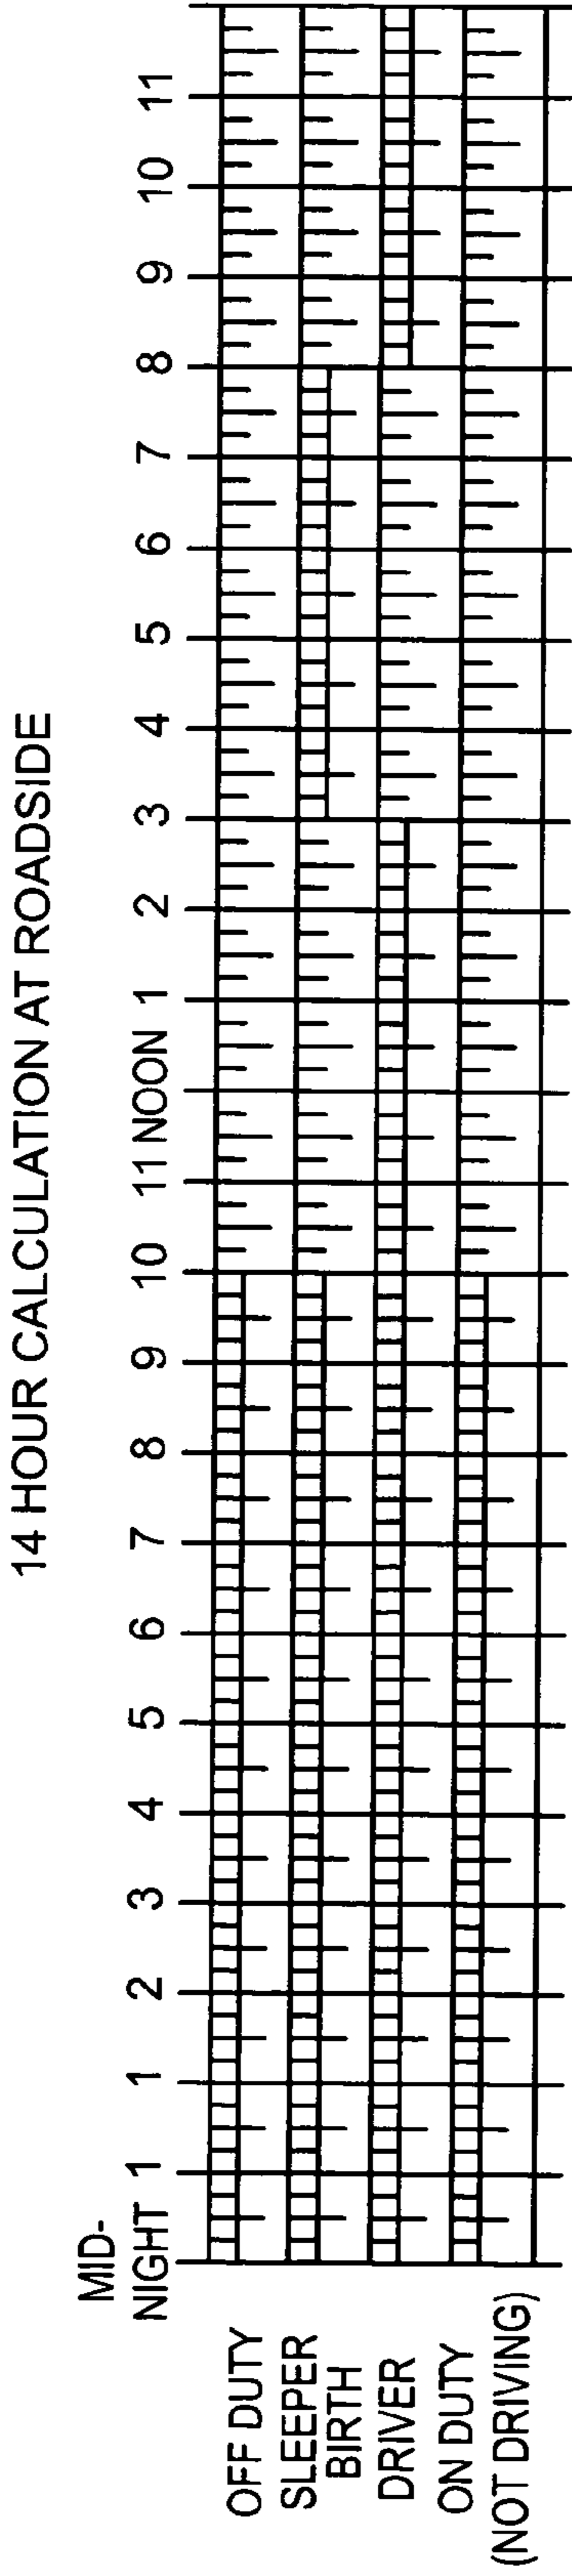 14 HOUR CALCULATION AT ROADSIDE
MID-
NIGHT 1 1 2 3 4 5 6 7 8 9 10 11 NOON 1 2 3 4 5 6 7 8 9 10 11
OFF DUTY
SLEEPER
BIRTH
DRIVER
ON DUTY
(NOT DRIVING)